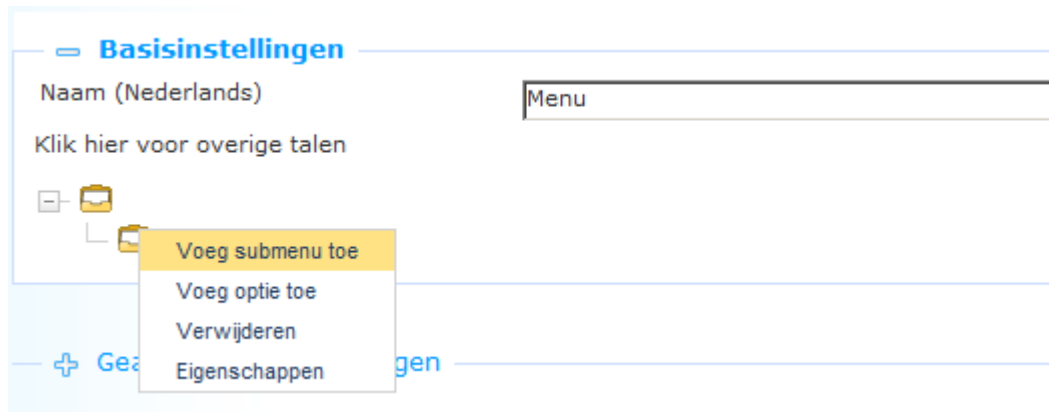 Basisinstellingen
Naam (Nederlands)
Menu
Klik hier voor overige talen
Voeg submenu toe
Voeg optie toe
Verwijderen
Eigenschappen